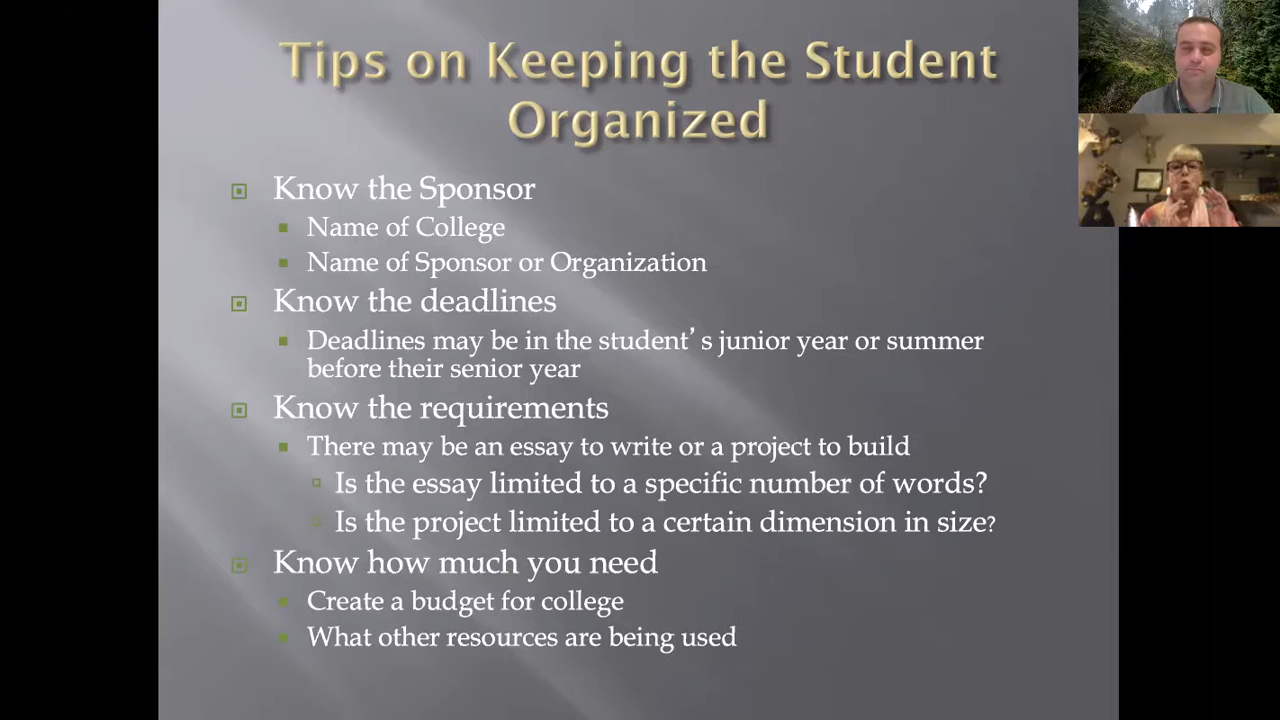 Tips on Keeping the Student
Organized
Know the Sponsor
Name of College
Name of Sponsor or Organization
Know the deadlines
Deadlines may be in the student’s junior year or summer
before their senior year
Know the requirements
There may be an essay to write or a project to build
Is the essay limited to a specific number of words?
Is the project limited to a certain dimension in size?
Know how much you need
Create a budget for college
What other resources are being used